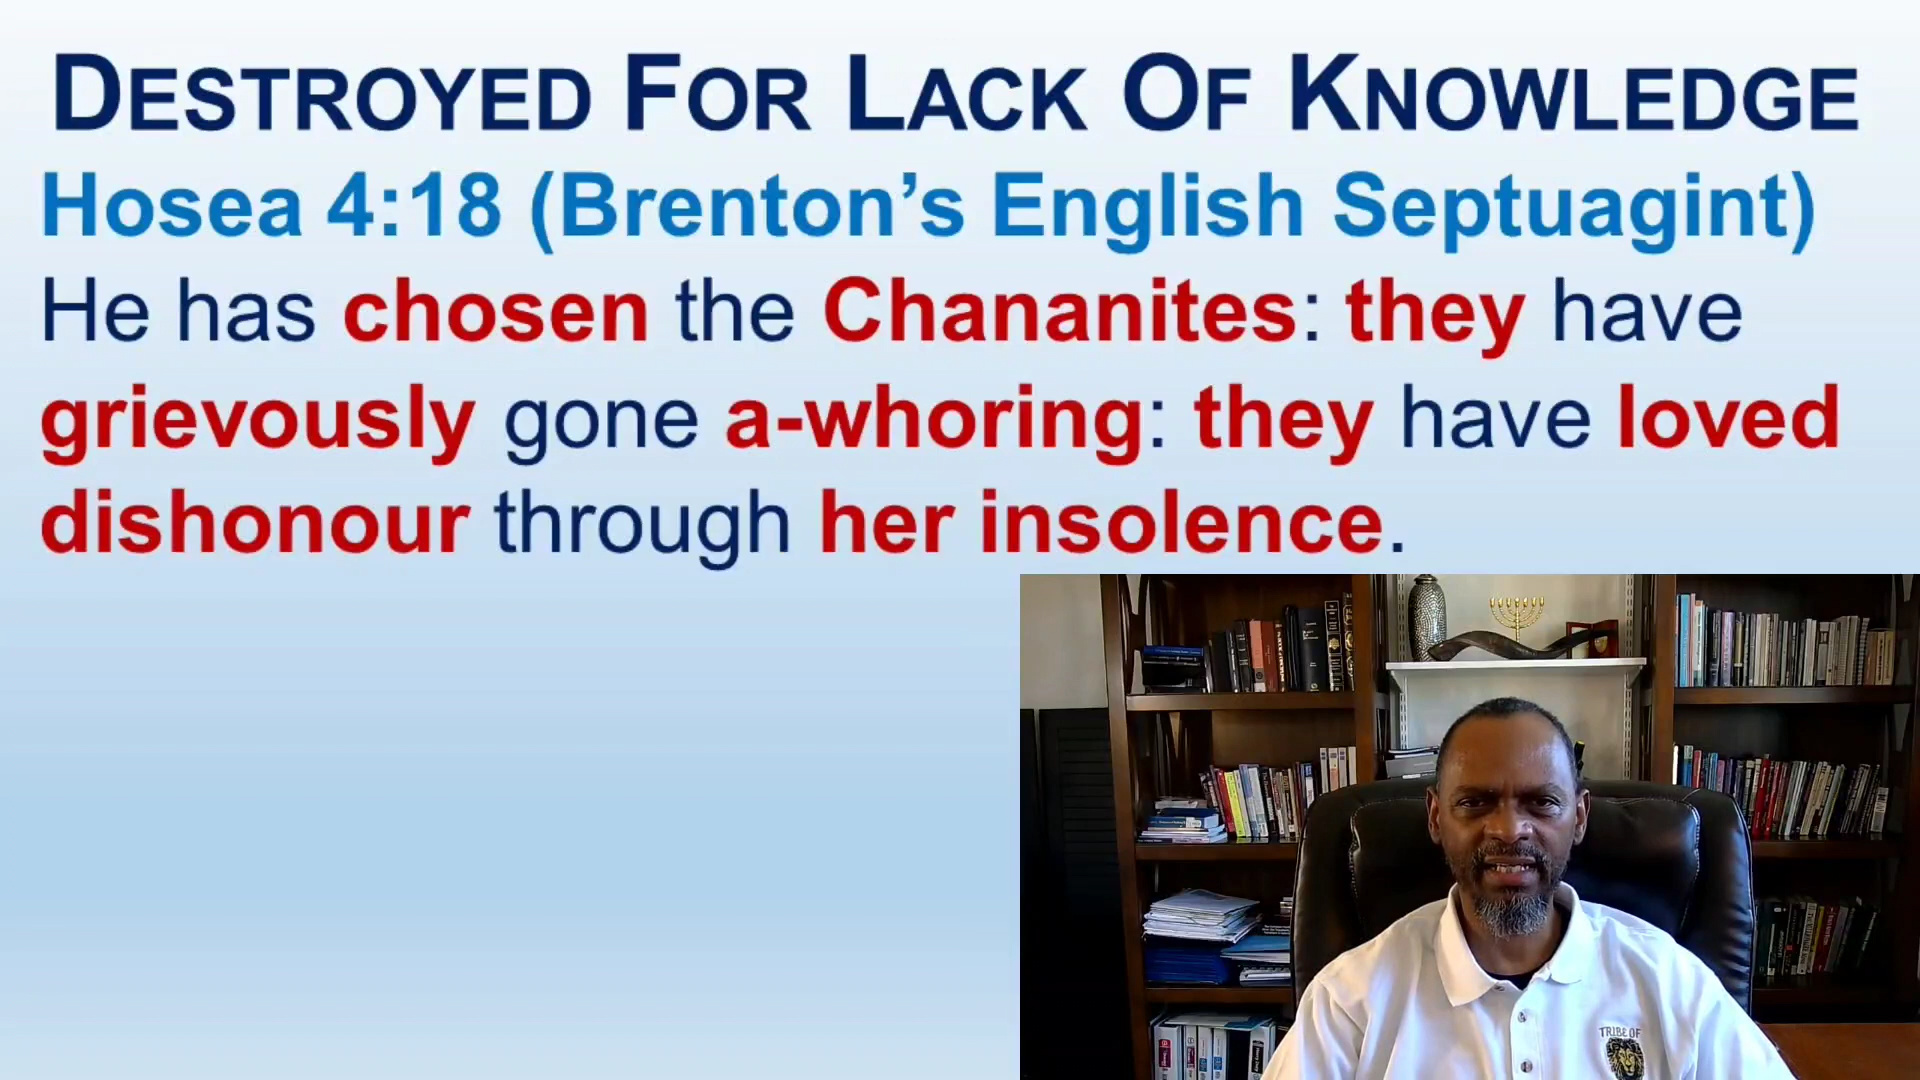 DESTROYED FOR LACK OF KNOWLEDGE
Hosea 4:18 (Brenton’s English Septuagint)
He has chosen the Chananites: they have
grievously gone a-whoring: they have loved
dishonour through her insolence.
TRIBE OF